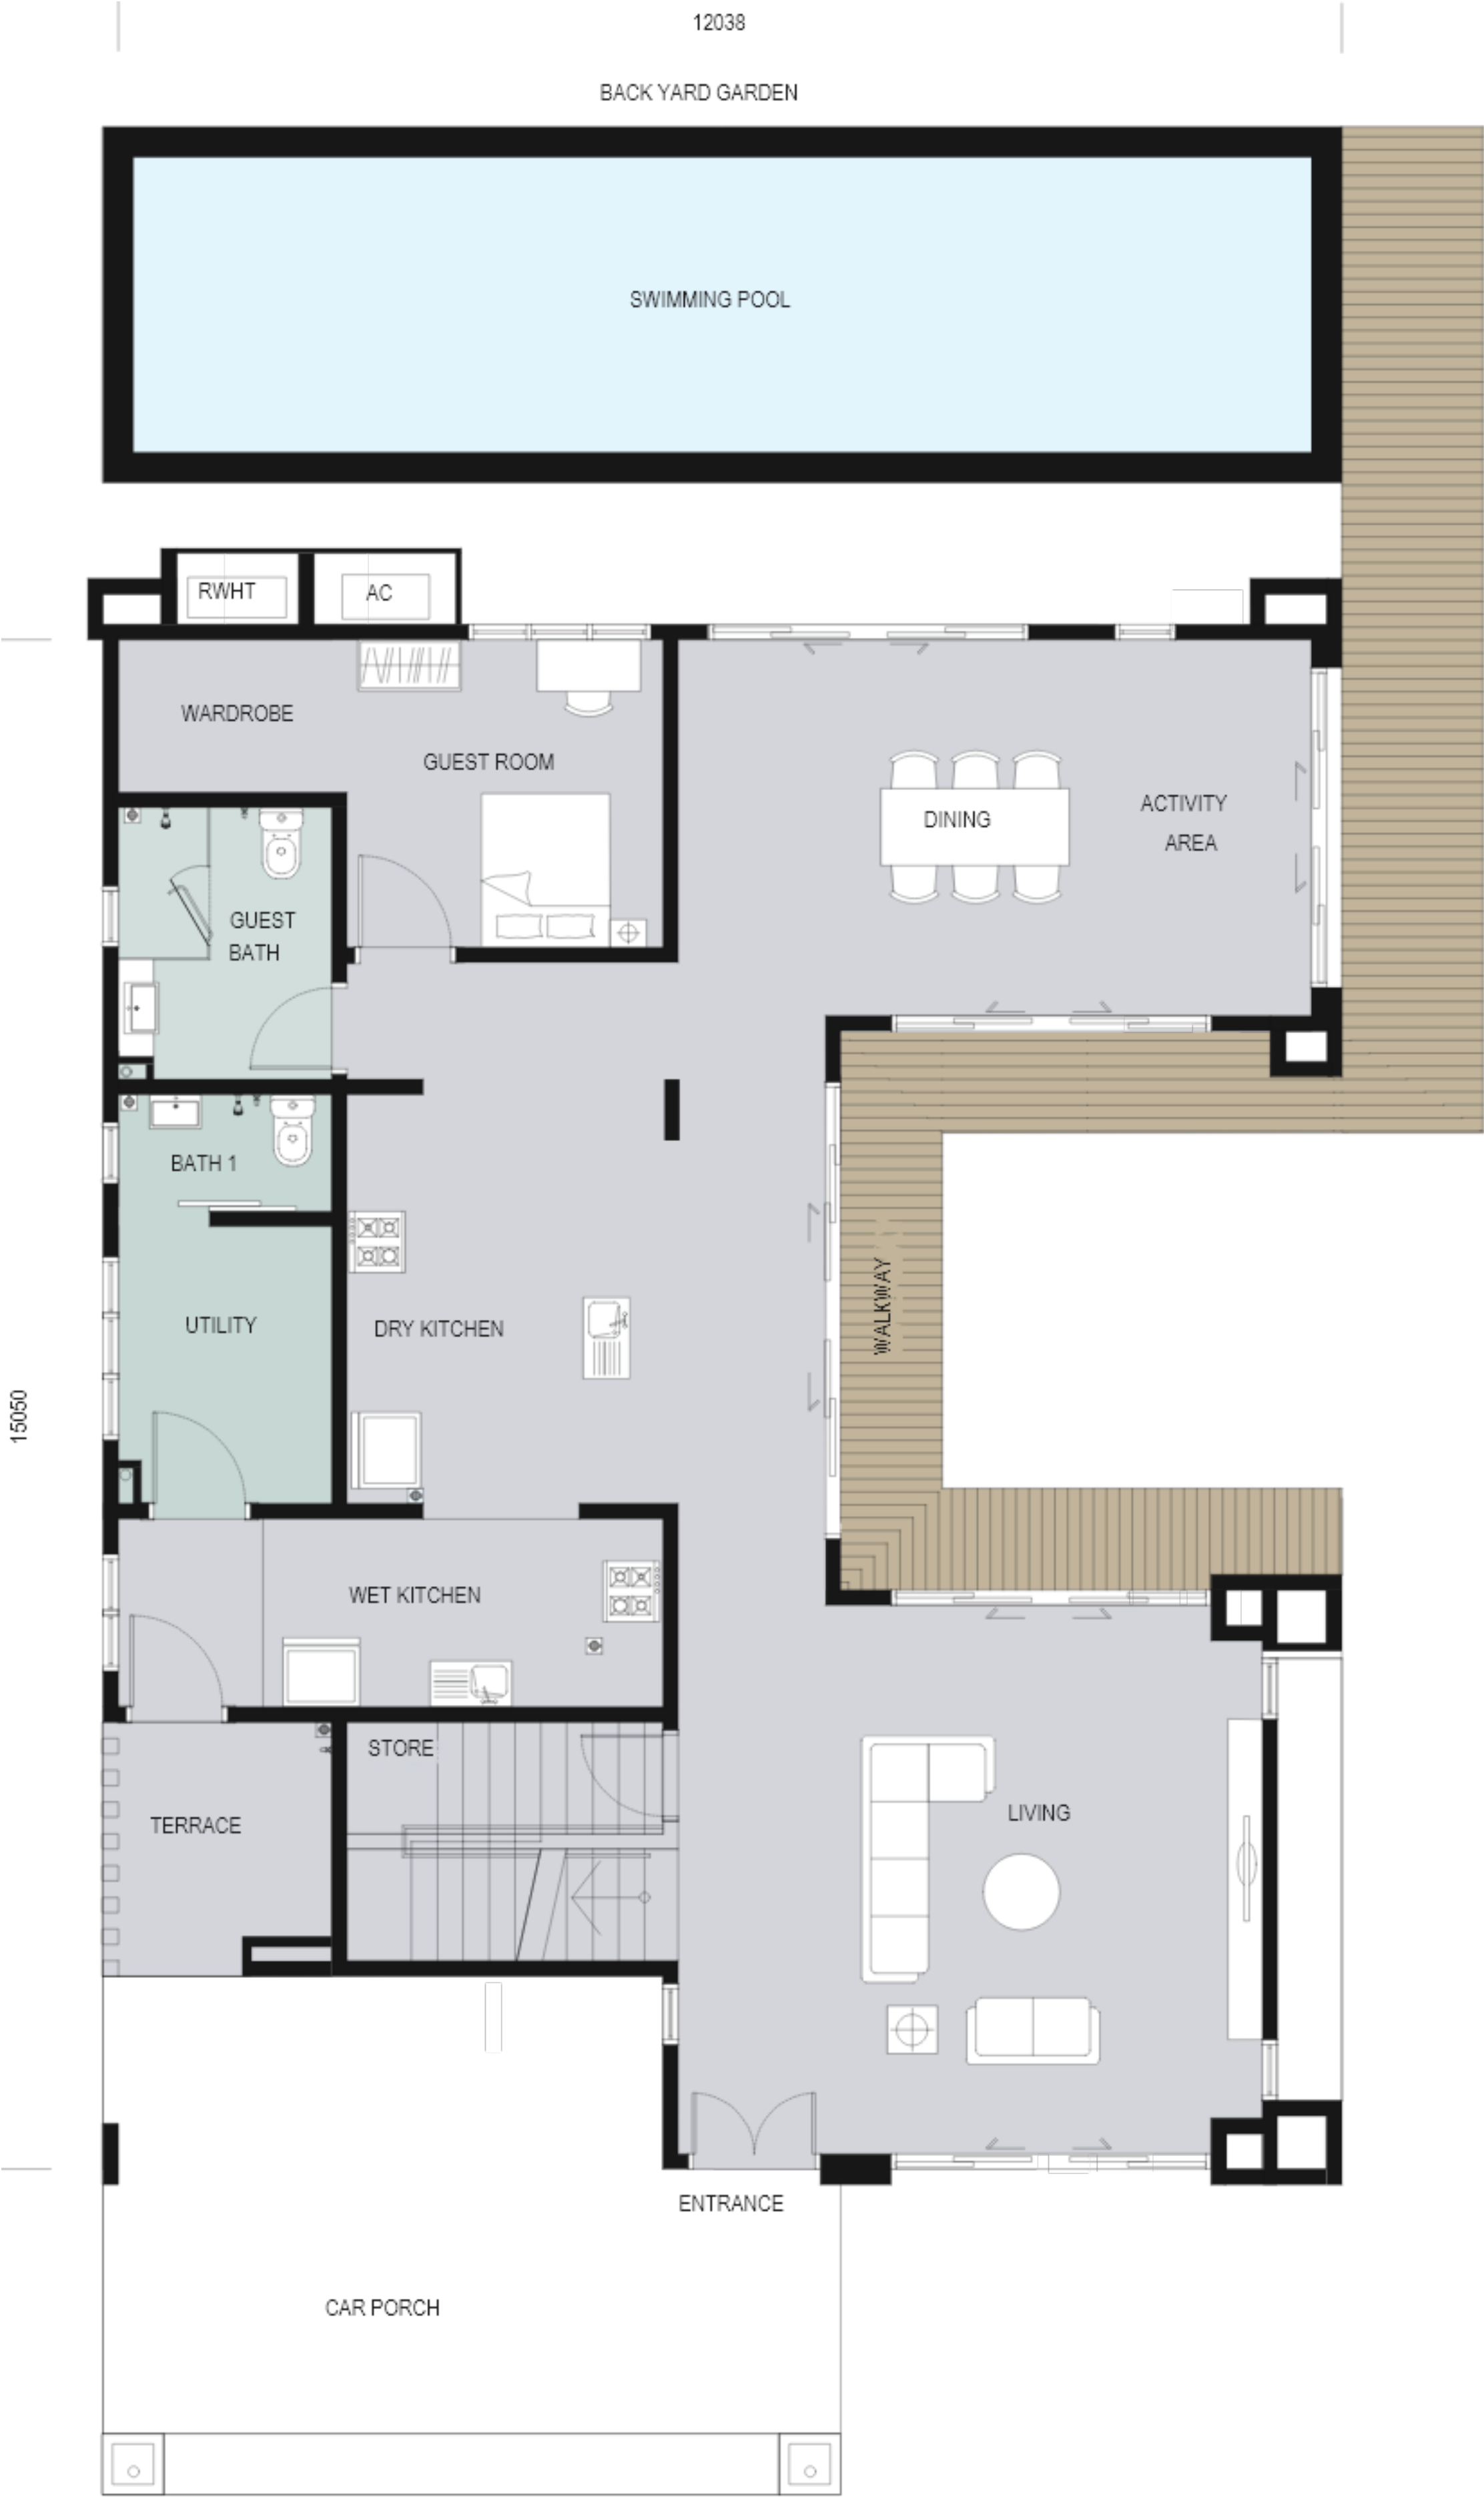 12038
BACK YARD GARDEN
SWIMMING POOL
RWHT
AC
WARDROBE
GUEST ROOM
DINING
ACTIVITY
AREA
GUEST
BATH
BATH 1
UTILITY
DRY KITCHEN
WALKWAY
15050
WET KITCHEN
STORE
TERRACE
LIVING
ENTRANCE
CAR PORCH